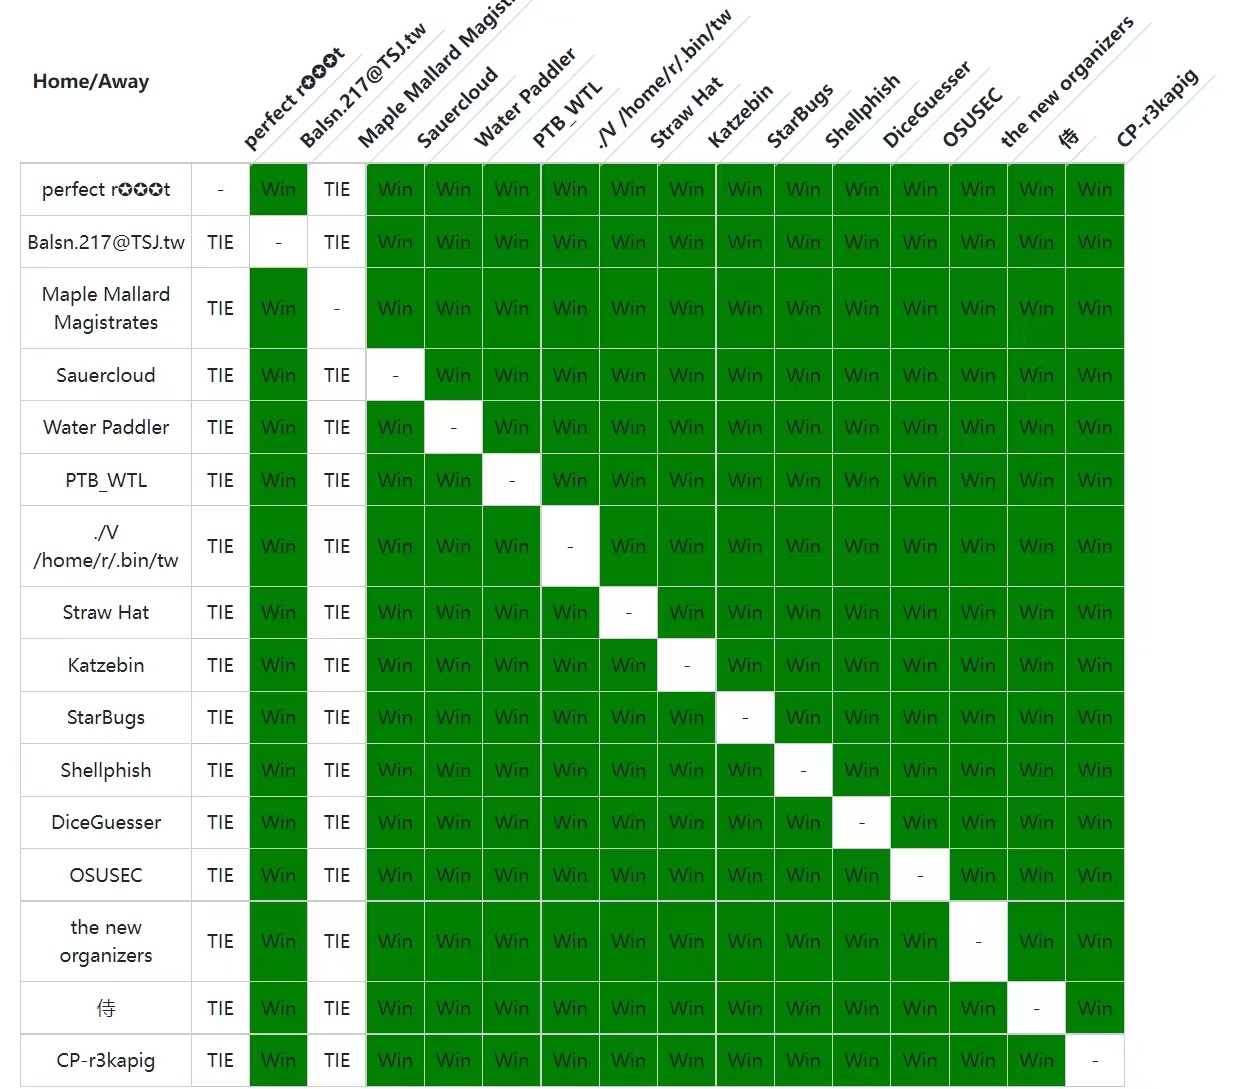 Home/Away
perfect r✪✪✪t
Balsn.217@TSJ.tw
Maple Mallard
Sauercloud
Water Paddler
PTB_WTL
./V /home/r/.bin/tw
Straw Hat
Katzebin
StarBugs
Shellphish
DiceGuesser
OSUSEC
the new organizers
侍
CP-r3kapig
perfect r✪✪✪t - Win TIE Win Win Win Win Win Win Win Win Win Win Win Win Win
Balsn.217@TSJ.tw TIE - TIE Win Win Win Win Win Win Win Win Win Win Win Win Win
Maple Mallard
Magistrates TIE Win - Win Win Win Win Win Win Win Win Win Win Win Win Win
Sauercloud TIE Win TIE - Win Win Win Win Win Win Win Win Win Win Win Win
Water Paddler TIE Win TIE Win - Win Win Win Win Win Win Win Win Win Win Win
PTB_WTL TIE Win TIE Win Win - Win Win Win Win Win Win Win Win Win Win
./V
/home/r/.bin/tw TIE Win TIE Win Win Win - Win Win Win Win Win Win Win Win Win
Straw Hat TIE Win TIE Win Win Win Win - Win Win Win Win Win Win Win Win
Katzebin TIE Win TIE Win Win Win Win Win - Win Win Win Win Win Win Win
StarBugs TIE Win TIE Win Win Win Win Win Win - Win Win Win Win Win Win
Shellphish TIE Win TIE Win Win Win Win Win Win Win - Win Win Win Win Win
DiceGuesser TIE Win TIE Win Win Win Win Win Win Win Win - Win Win Win Win
OSUSEC TIE Win TIE Win Win Win Win Win Win Win Win Win - Win Win Win
the new
organizers TIE Win TIE Win Win Win Win Win Win Win Win Win Win - Win Win
侍 TIE Win TIE Win Win Win Win Win Win Win Win Win Win Win - Win
CP-r3kapig TIE Win TIE Win Win Win Win Win Win Win Win Win Win Win Win -